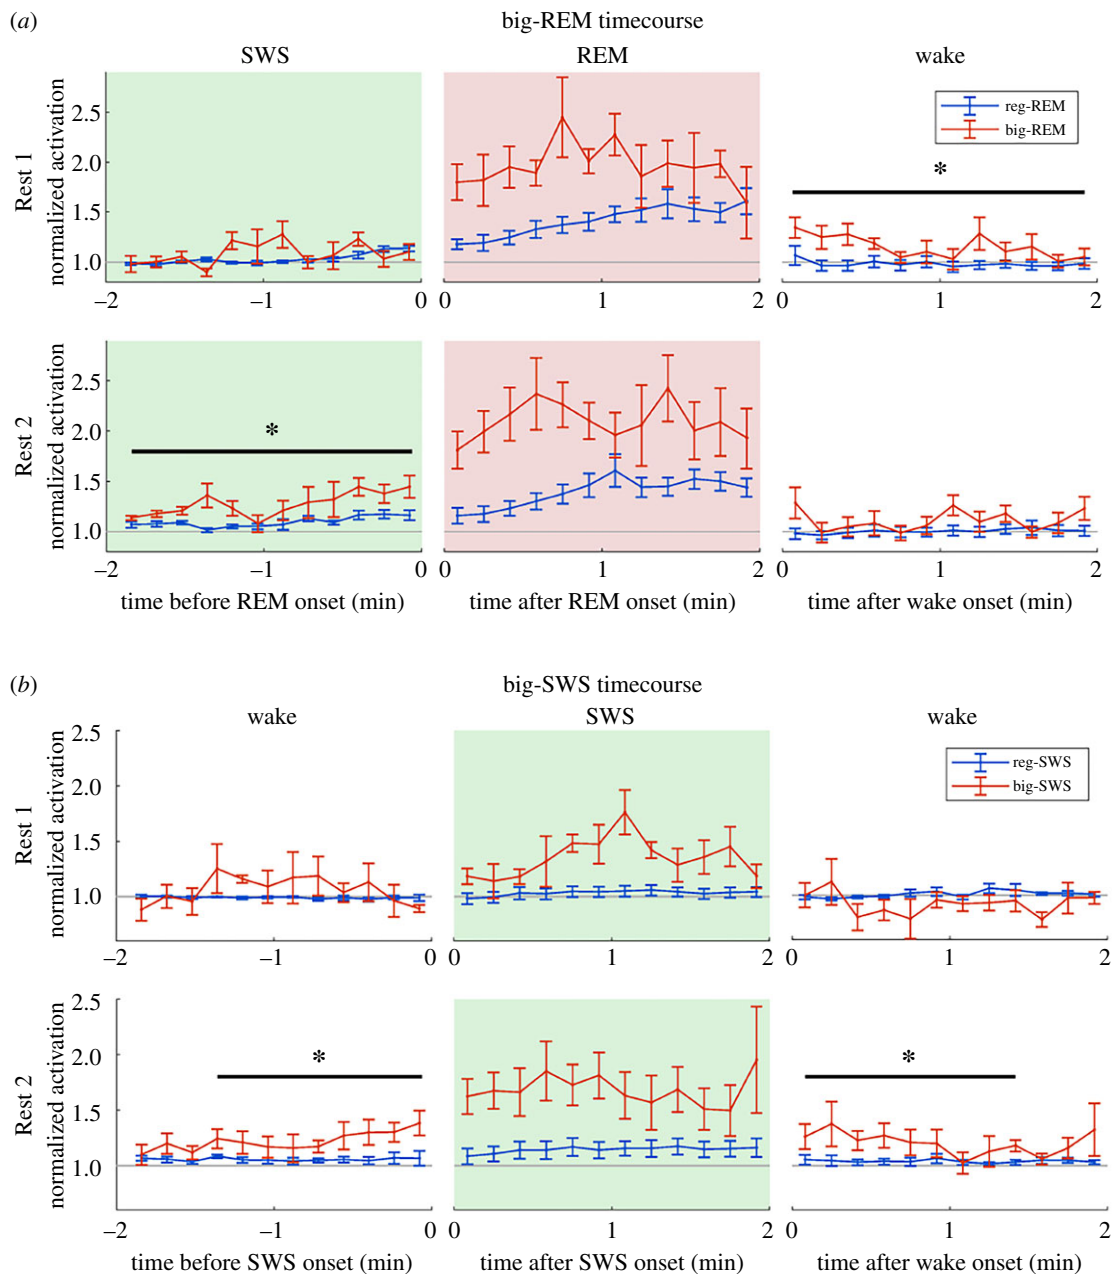 (a)
big-REM timecourse
SWS
REM
wake
Rest 1
normalized activation
2.5
2.0
1.5
1.0
reg-REM
big-REM
*
–2
–1
0
1
2
0
1
2
Rest 2
normalized activation
2.5
2.0
1.5
1.0
*
–2
–1
0
1
2
0
1
2
time before REM onset (min)
time after REM onset (min)
time after wake onset (min)
(b)
big-SWS timecourse
wake
SWS
wake
Rest 1
normalized activation
2.5
2.0
1.5
1.0
reg-SWS
big-SWS
–2
–1
0
0
1
2
0
1
2
Rest 2
normalized activation
2.5
2.0
1.5
1.0
*
*
–2
–1
0
0
1
2
0
1
2
time before SWS onset (min)
time after SWS onset (min)
time after wake onset (min)